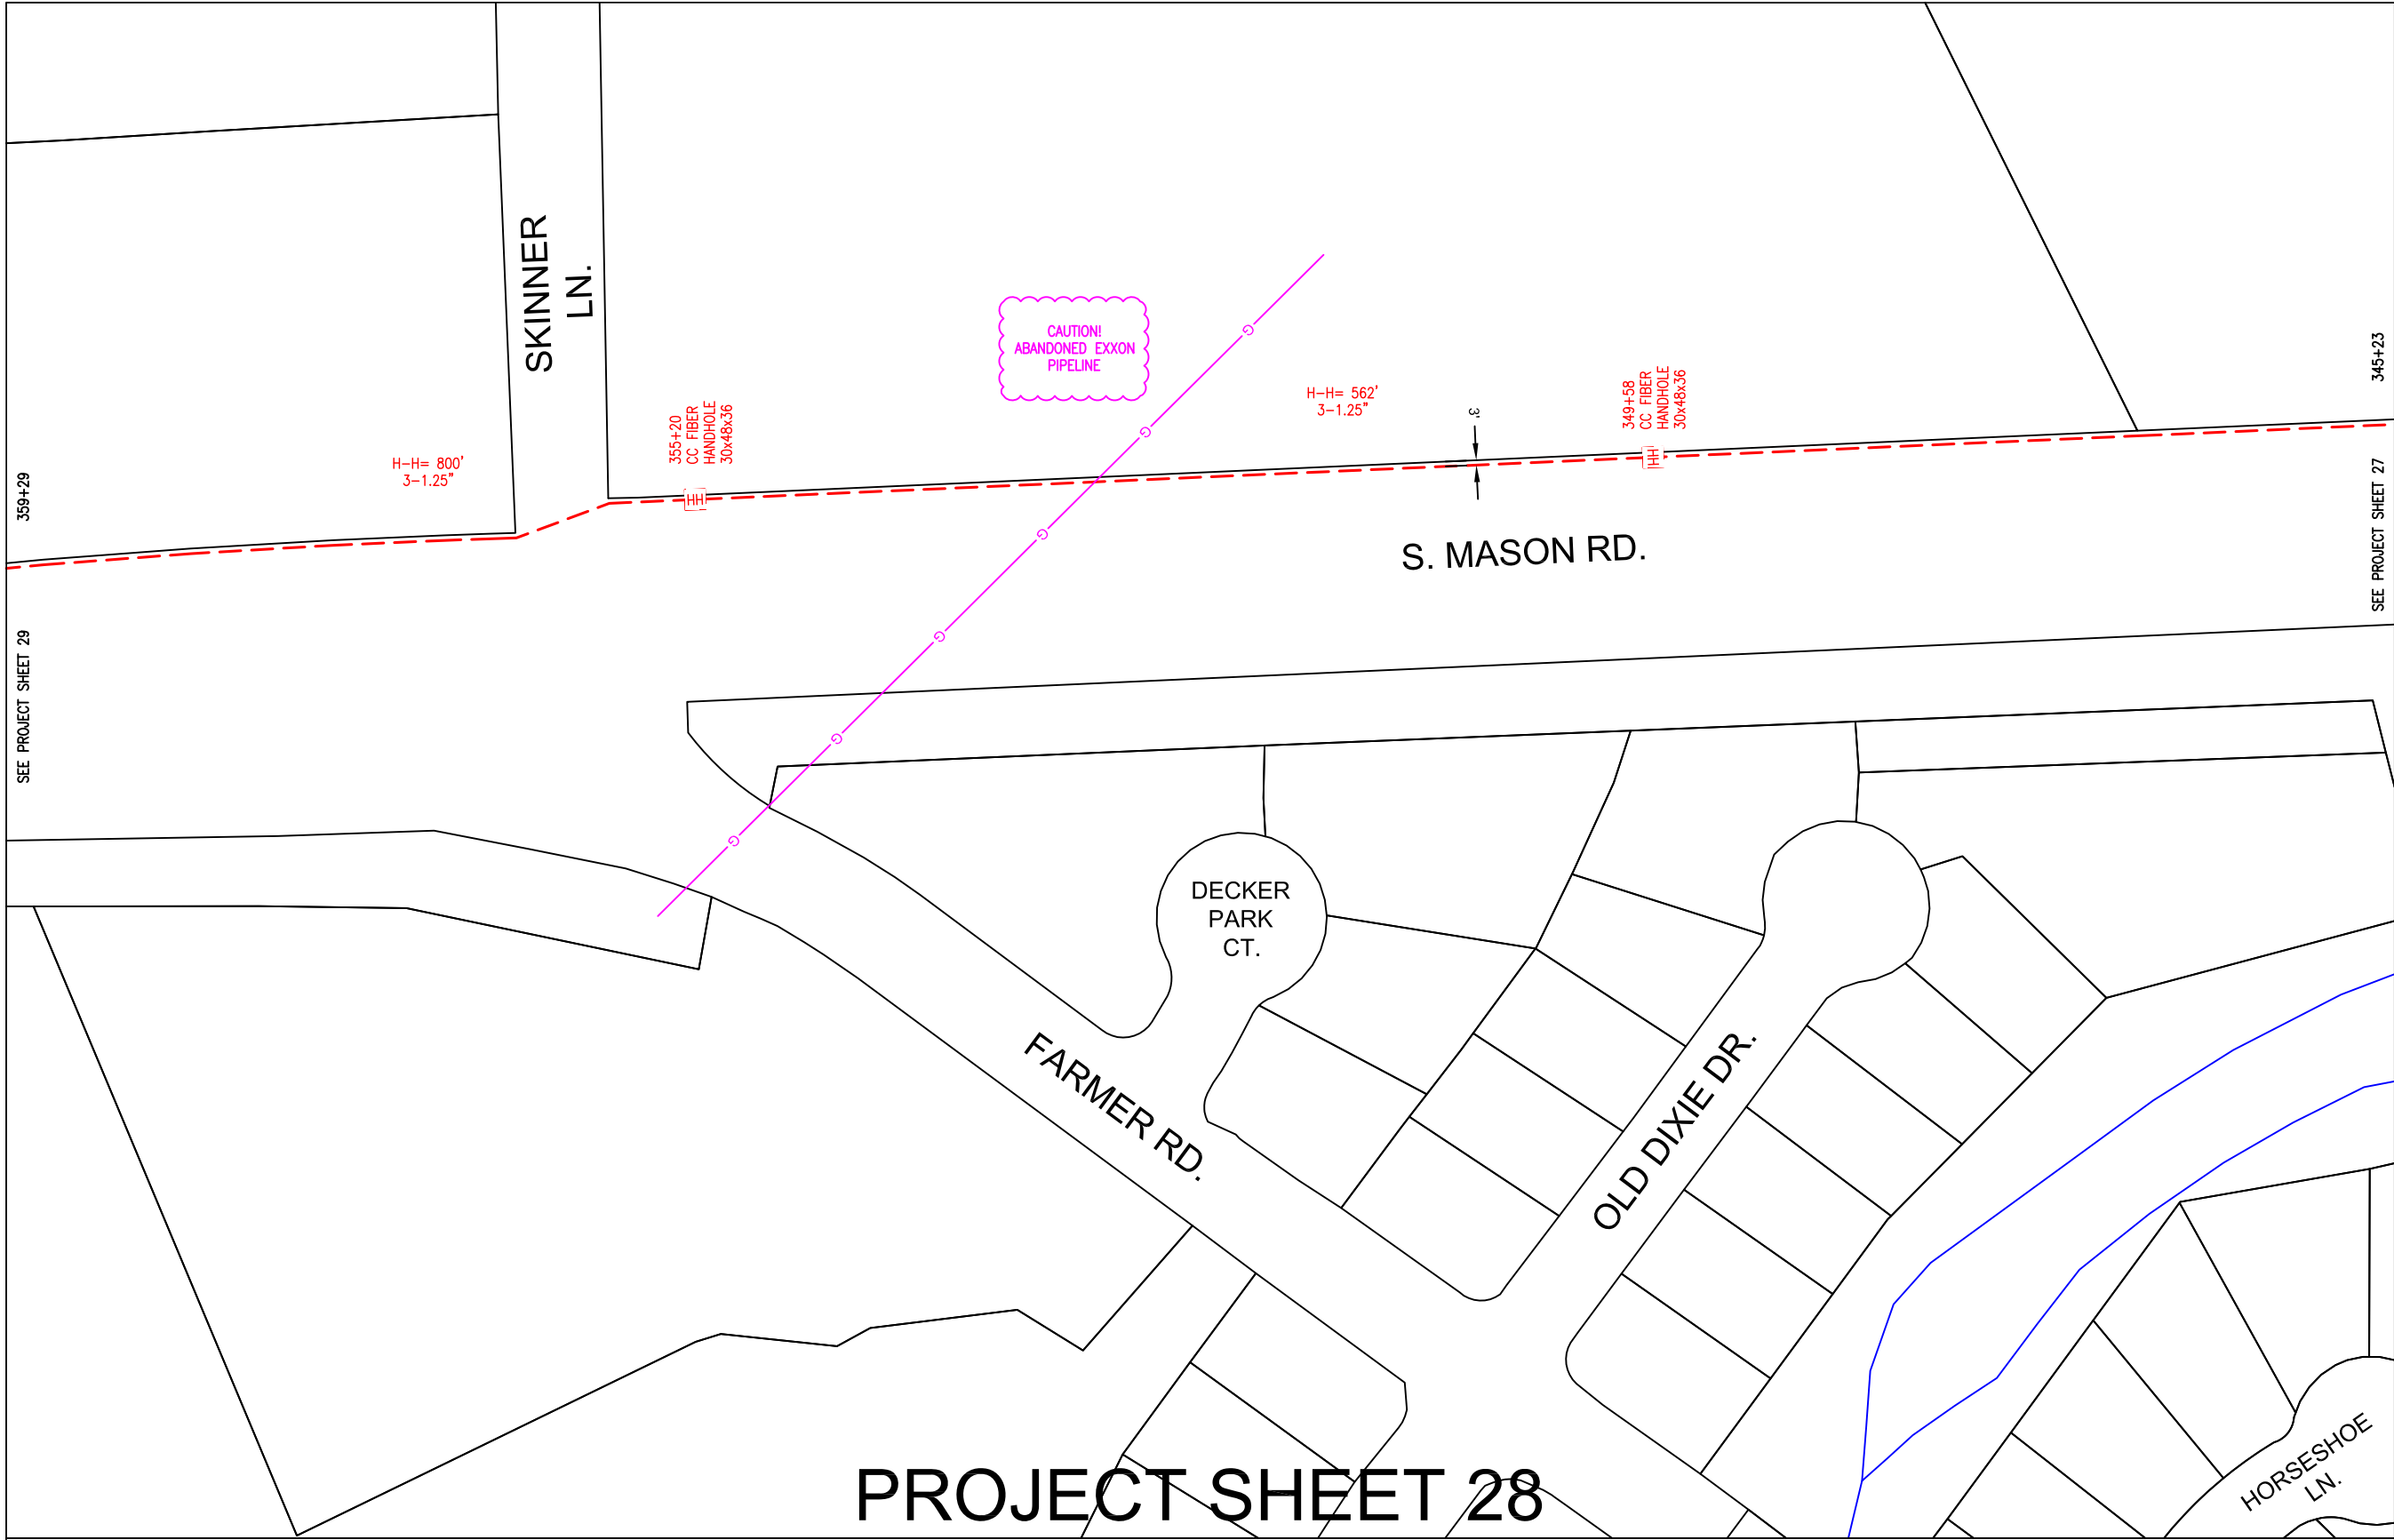 SKINNER
LN.
CAUTION!
ABANDONED EXXON
PIPELINE
H-H= 562'
3-1.25"
3'
349+58
CC FIBER
HANDHOLE
30x48x36
345+23
355+20
CC FIBER
HANDHOLE
30x48x36
H-H= 800'
3-1.25"
359+29
HH
HH
G
G
G
G
G
G
S. MASON RD.
SEE PROJECT SHEET 27
SEE PROJECT SHEET 29
DECKER
PARK
CT.
FARMER RD.
OLD DIXIE DR.
HORSESHOE
LN.
PROJECT SHEET 28